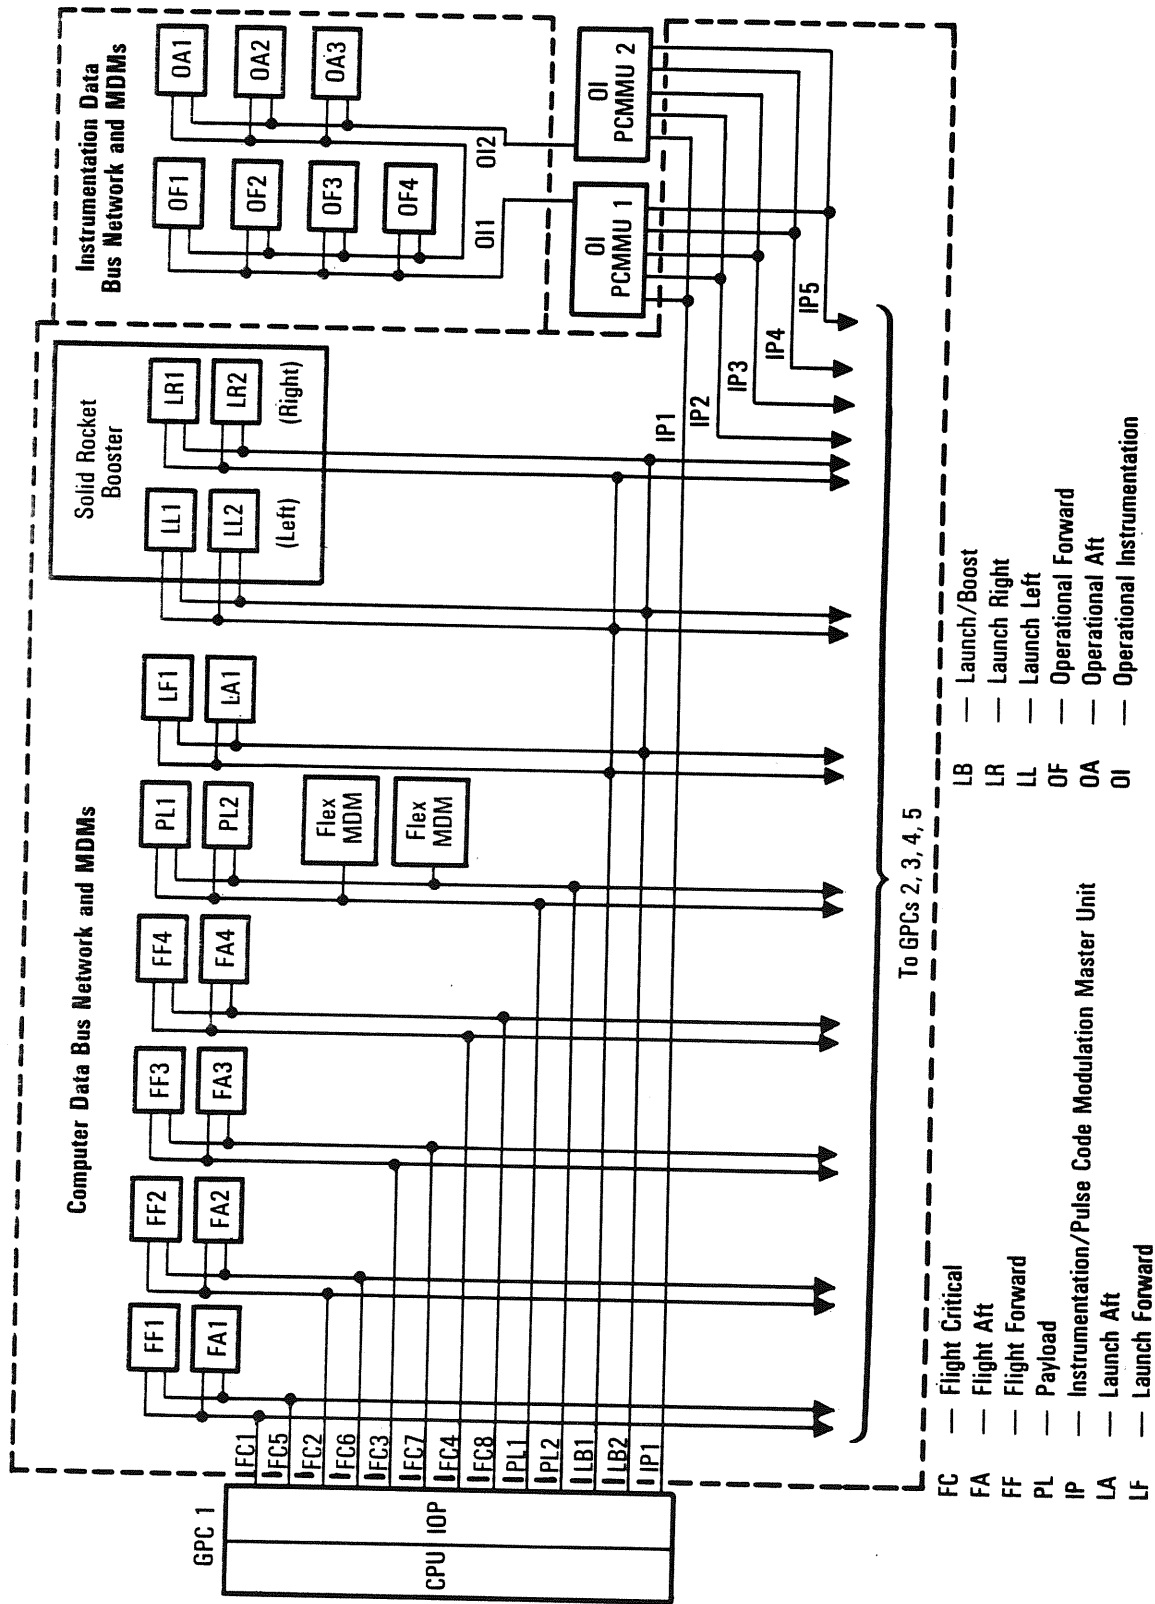 Computer Data Bus Network and MDMs
Instrumentation Data
Bus Network and MDMs
Solid Rocket
Booster
FF1
FA1
FF2
FA2
FF3
FA3
FF4
FA4
PL1
PL2
Flex
MDM
Flex
MDM
LF1
LA1
LL1
LL2
(Left)
LR1
LR2
(Right)
OF1
OF2
OF3
OF4
OA1
OA2
OA3
OI1
OI2
OI
PCMMU 1
OI
PCMMU 2
GPC 1
CPU
IOP
FC1
FC5
FC2
FC6
FC3
FC7
FC4
FC8
PL1
PL2
LB1
LB2
IP1
IP1
IP2
IP3
IP4
IP5
To GPCs 2, 3, 4, 5
FC — Flight Critical
FA — Flight Aft
FF — Flight Forward
PL — Payload
IP — Instrumentation/Pulse Code Modulation Master Unit
LA — Launch Aft
LF — Launch Forward
LB — Launch/Boost
LR — Launch Right
LL — Launch Left
OF — Operational Forward
OA — Operational Aft
OI — Operational Instrumentation